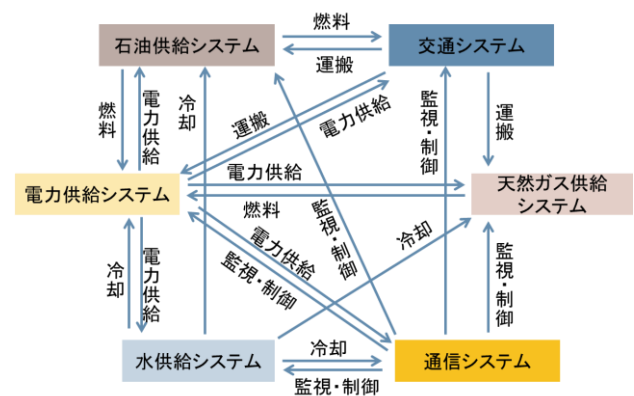 石油供給システム
燃料
運搬
交通システム
燃料
電力供給
冷却
運搬
電力供給
監視・制御
運搬
電力供給システム
電力供給
燃料
天然ガス供給
システム
冷却
電力供給
電力供給
監視・制御
監視・制御
冷却
監視・制御
水供給システム
冷却
監視・制御
通信システム